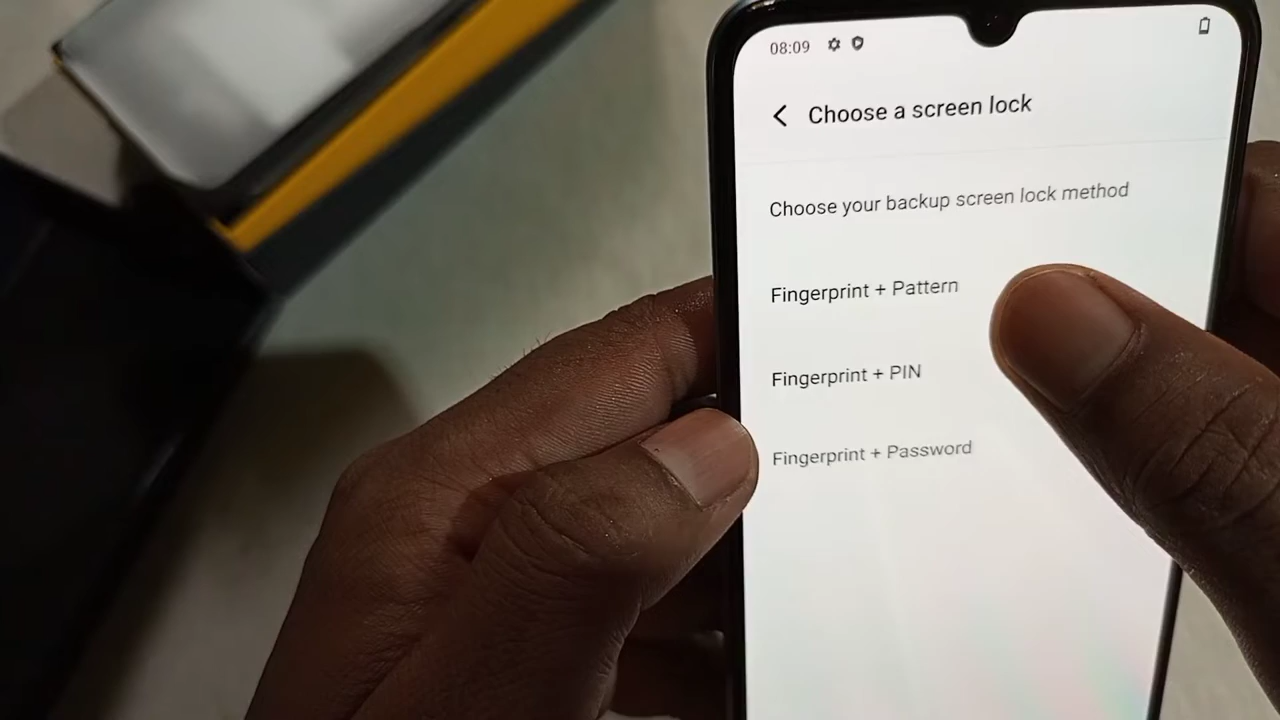 08:09
Choose a screen lock
Choose your backup screen lock method
Fingerprint + Pattern
Fingerprint + PIN
Fingerprint + Password